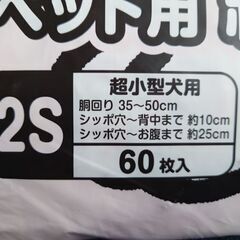 ペット用
2S
超小型犬用
胴回り 35～50cm
シッポ穴～背中まで 約10cm
シッポ穴～お腹まで 約25cm
60枚入